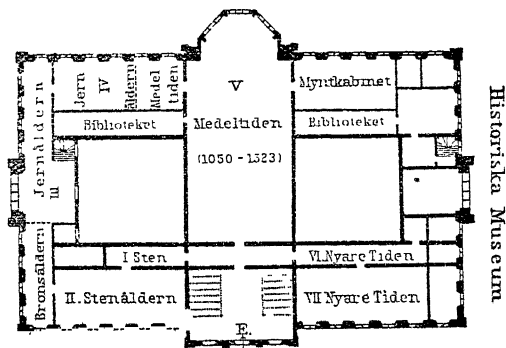 Jern
IV
Åldern
Medel
tiden
V
Myntkabinet
Biblioteket
Medeltiden
Biblioteket
(1050-1523)
Jernåldern
III
Historiska Museum
Bronsåldern
I Sten
VI. Nyare Tiden
II. Stenåldern
VII Nyare Tiden
E.